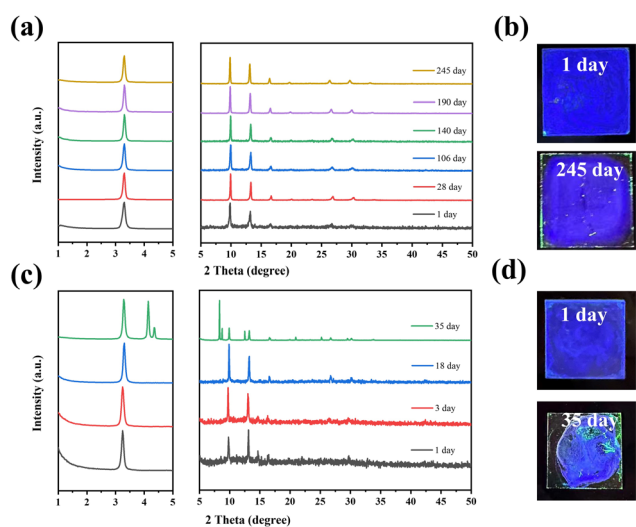 (a)
Intensity (a.u.)
245 day
190 day
140 day
106 day
28 day
1 day
1 2 3 4 5
5 10 15 20 25 30 35 40 45 50
2 Theta (degree)
(b)
1 day
245 day
(c)
Intensity (a.u.)
35 day
18 day
3 day
1 day
1 2 3 4 5
5 10 15 20 25 30 35 40 45 50
2 Theta (degree)
(d)
1 day
35 day